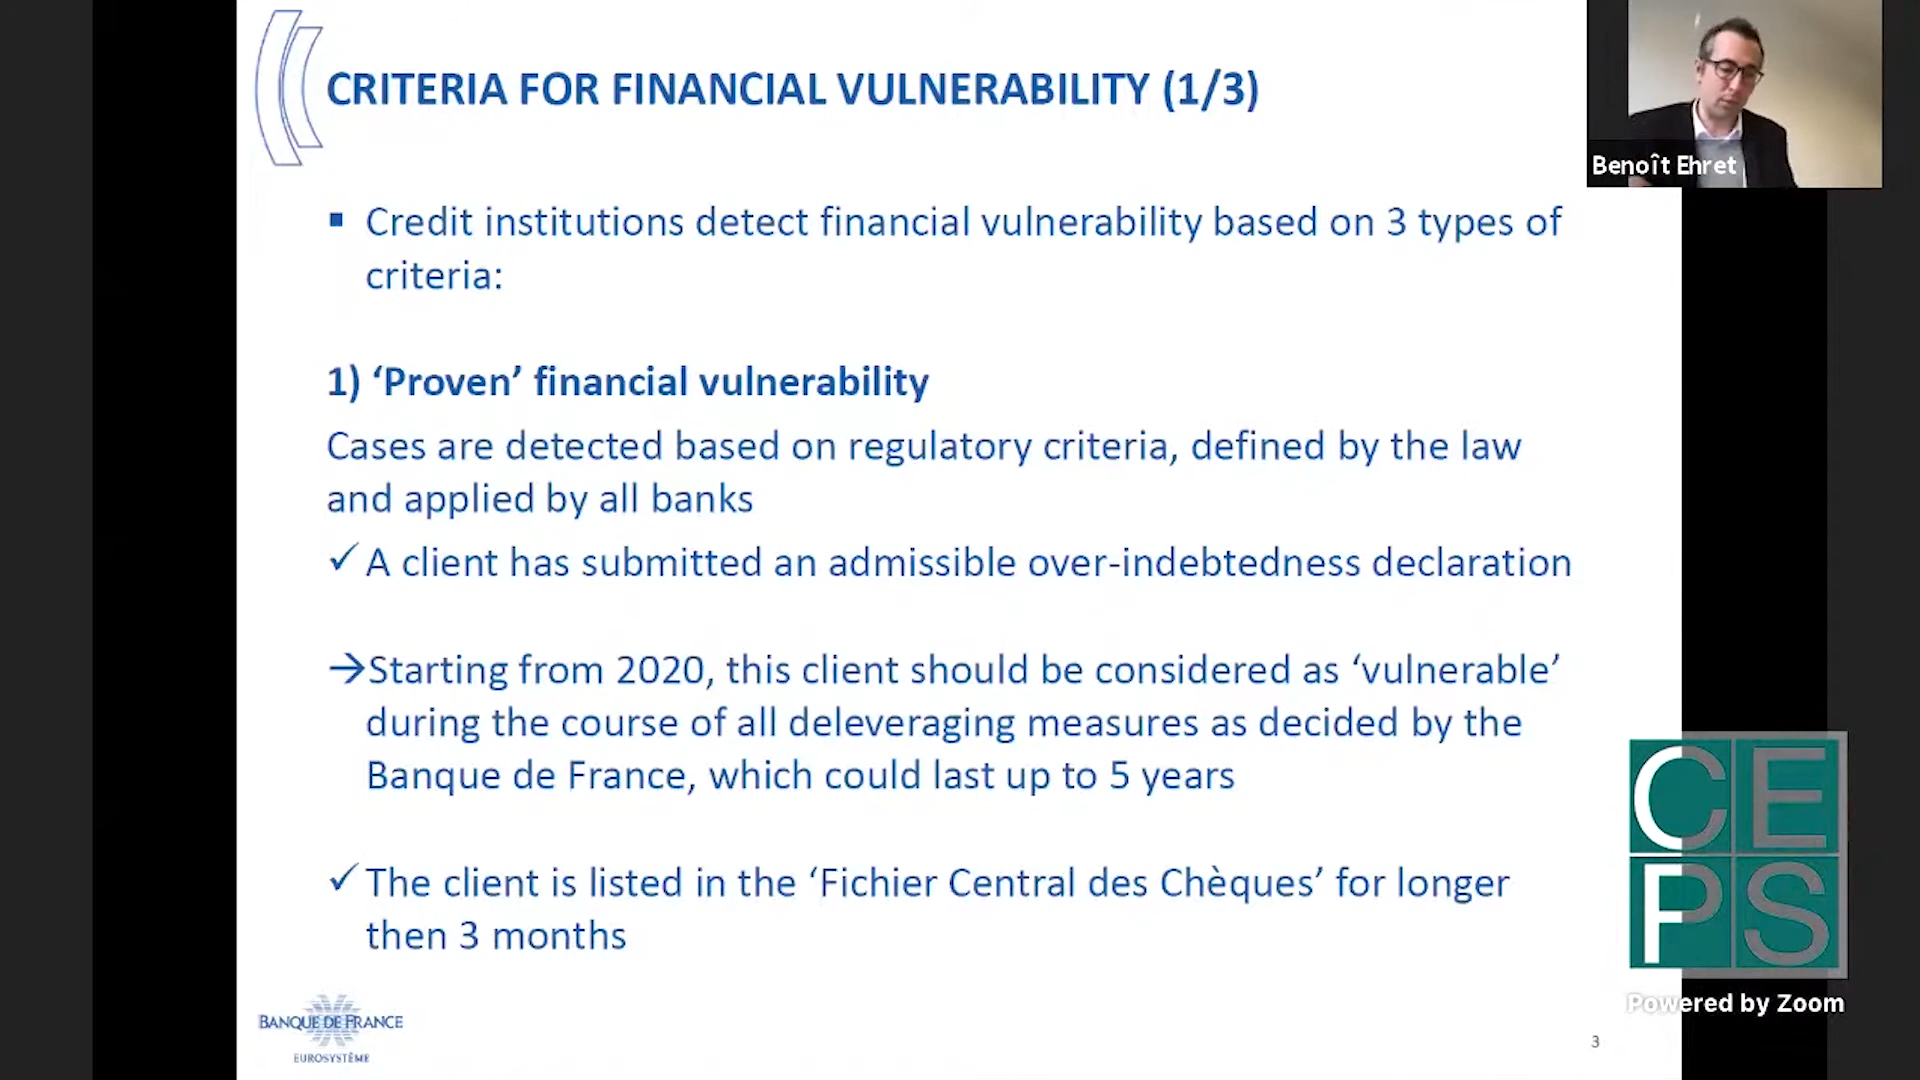 CRITERIA FOR FINANCIAL VULNERABILITY (1/3)
Benoît Ehret
▪ Credit institutions detect financial vulnerability based on 3 types of
criteria:
1) ‘Proven’ financial vulnerability
Cases are detected based on regulatory criteria, defined by the law
and applied by all banks
✓ A client has submitted an admissible over-indebtedness declaration
→Starting from 2020, this client should be considered as ‘vulnerable’
during the course of all deleveraging measures as decided by the
Banque de France, which could last up to 5 years
✓ The client is listed in the ‘Fichier Central des Chèques’ for longer
then 3 months
CE
PS
Powered by Zoom
BANQUE DE FRANCE
EUROSYSTÈME
3